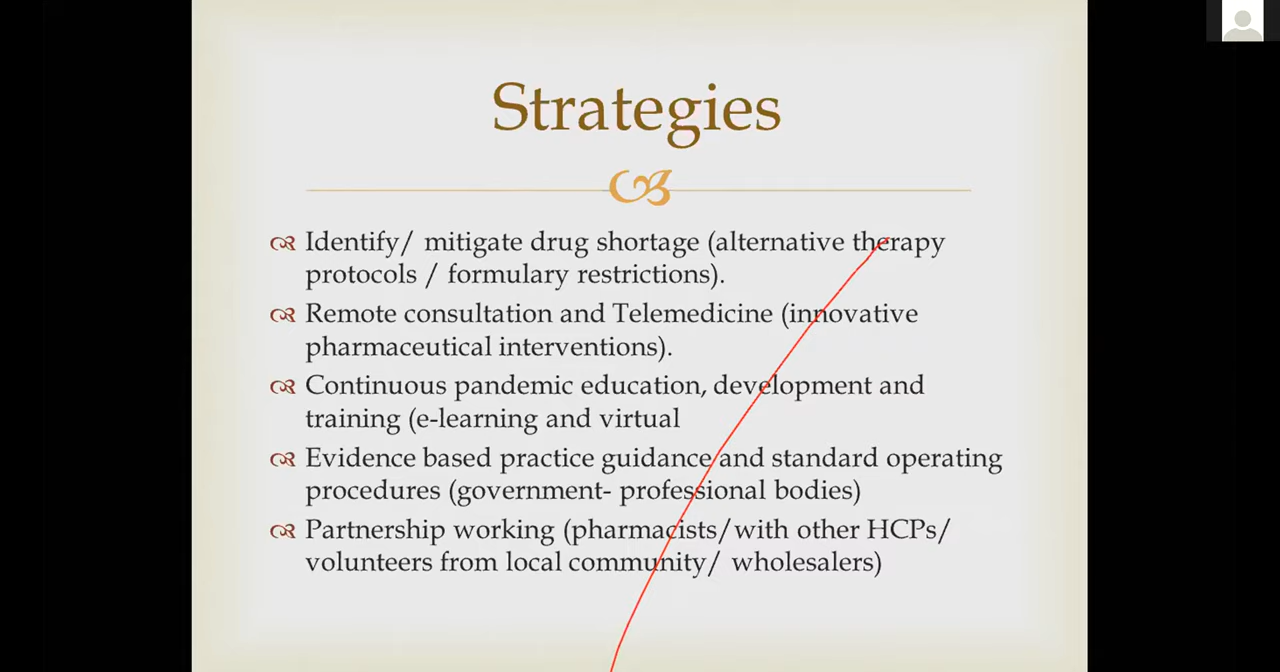 Strategies
Identify/ mitigate drug shortage (alternative therapy
protocols / formulary restrictions).
Remote consultation and Telemedicine (innovative
pharmaceutical interventions).
Continuous pandemic education, development and
training (e-learning and virtual
Evidence based practice guidance and standard operating
procedures (government- professional bodies)
Partnership working (pharmacists/with other HCPs/
volunteers from local community/ wholesalers)